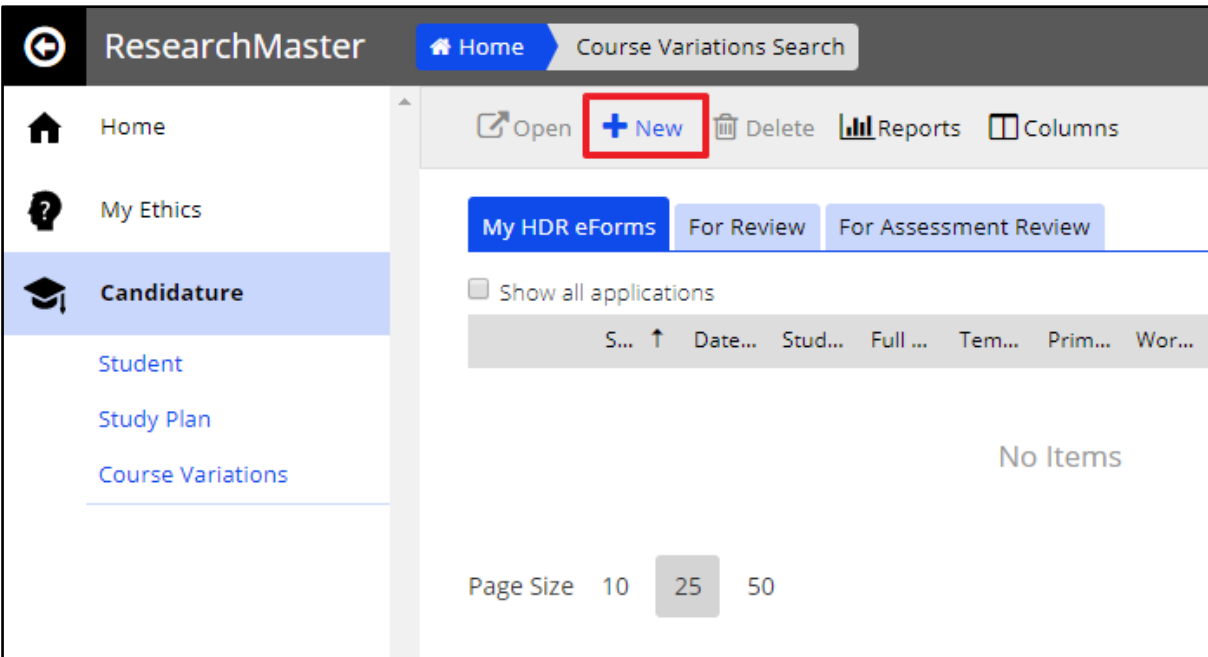 ResearchMaster
Home
Course Variations Search
Home
My Ethics
Candidature
Student
Study Plan
Course Variations
Open New Delete Reports Columns
My HDR eForms For Review For Assessment Review
Show all applications
S... ↑ Date... Stud... Full ... Tem... Prim... Wor...
No Items
Page Size 10 25 50